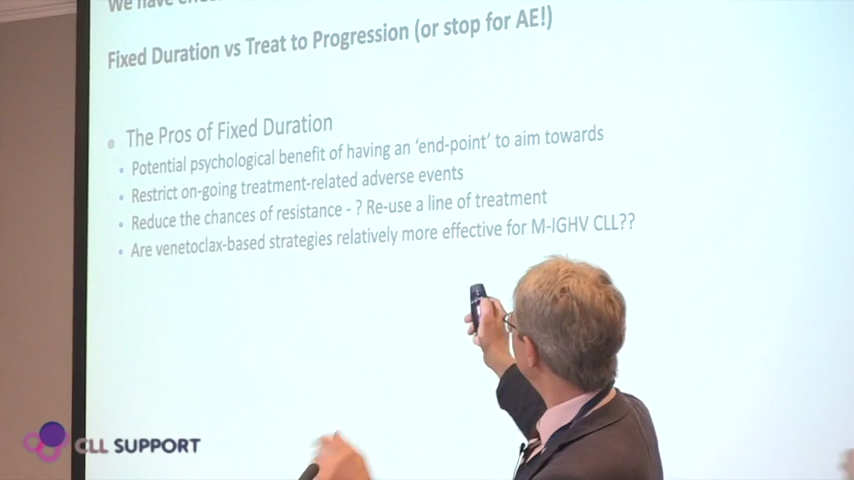 We have
Fixed Duration vs Treat to Progression (or stop for AE!)
The Pros of Fixed Duration
Potential psychological benefit of having an 'end-point' to aim towards
Restrict on-going treatment-related adverse events
Reduce the chances of resistance - ? Re-use a line of treatment
Are venetoclax-based strategies relatively more effective for M-IGHV CLL??
CLL SUPPORT